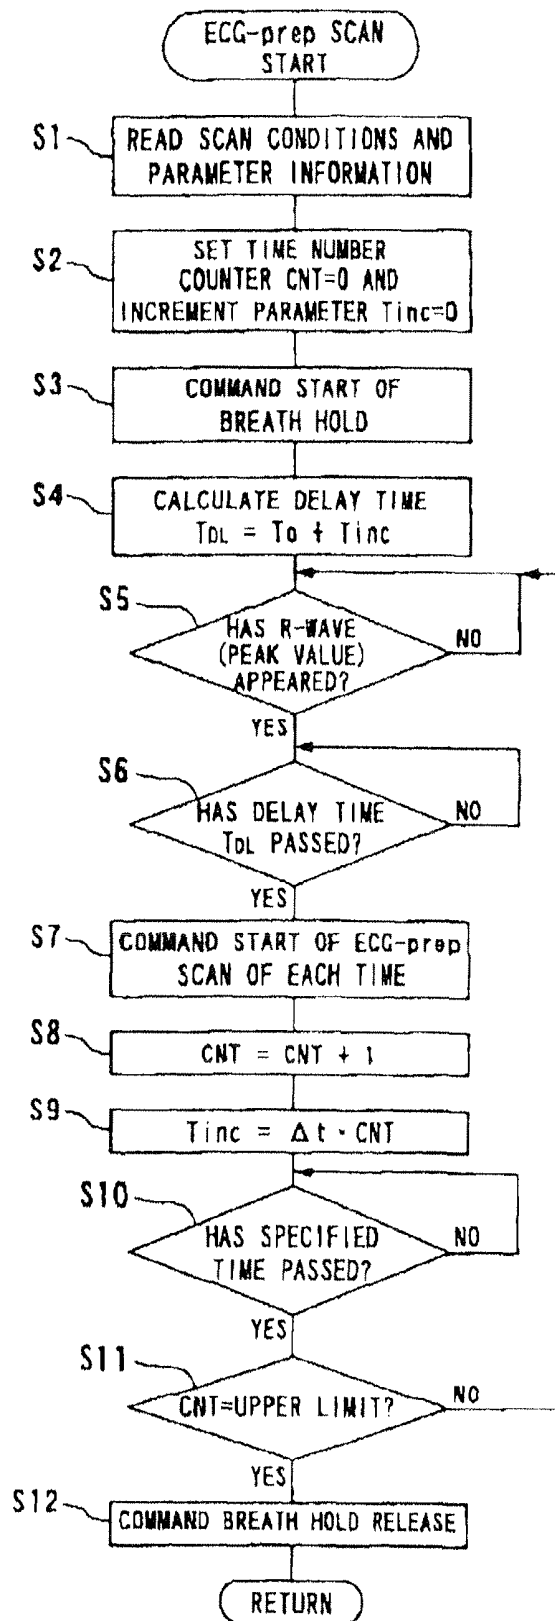 ECG-prep SCAN
START
S1
READ SCAN CONDITIONS AND
PARAMETER INFORMATION
S2
SET TIME NUMBER
COUNTER CNT=0 AND
INCREMENT PARAMETER Tinc=0
S3
COMMAND START OF
BREATH HOLD
S4
CALCULATE DELAY TIME
TDL = To + Tinc
S5
HAS R-WAVE
(PEAK VALUE)
APPEARED?
NO
YES
S6
HAS DELAY TIME
TDL PASSED?
NO
YES
S7
COMMAND START OF ECG-prep
SCAN OF EACH TIME
S8
CNT = CNT + 1
S9
Tinc = Δt · CNT
S10
HAS SPECIFIED
TIME PASSED?
NO
YES
S11
CNT=UPPER LIMIT?
NO
YES
S12
COMMAND BREATH HOLD RELEASE
RETURN